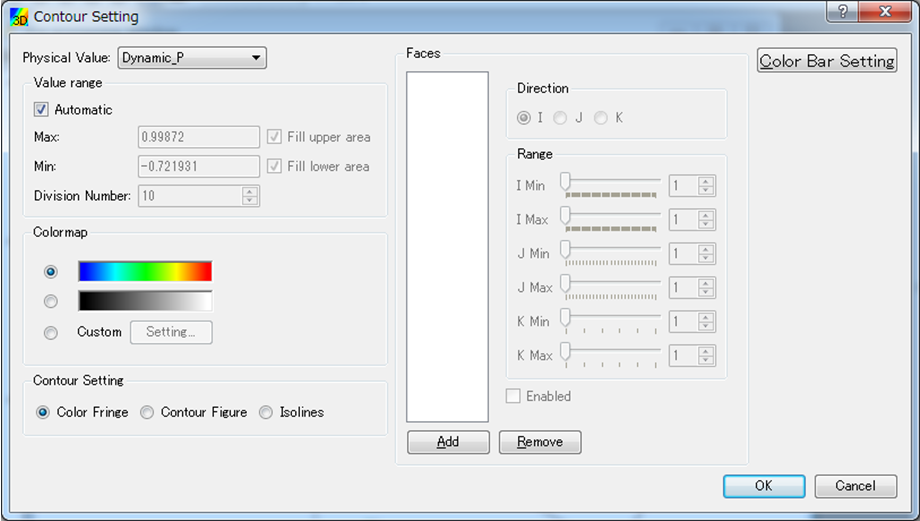 3D Contour Setting
?
Physical Value: Dynamic_P
Value range
Automatic
Max: 0.99872 Fill upper area
Min: -0.721931 Fill lower area
Division Number: 10
Colormap
Custom Setting...
Contour Setting
Color Fringe Contour Figure Isolines
Faces
Direction
I J K
Range
I Min 1
I Max 1
J Min 1
J Max 1
K Min 1
K Max 1
Enabled
Add Remove
Color Bar Setting
OK Cancel